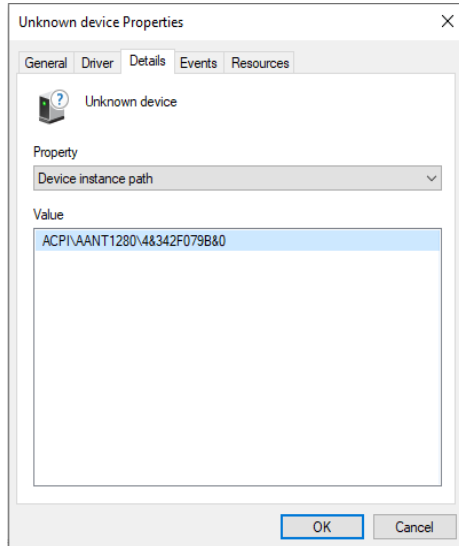 Unknown device Properties
General Driver Details Events Resources
Unknown device
Property
Device instance path
Value
ACPI\AANT1280\4&342F079B&0
OK Cancel